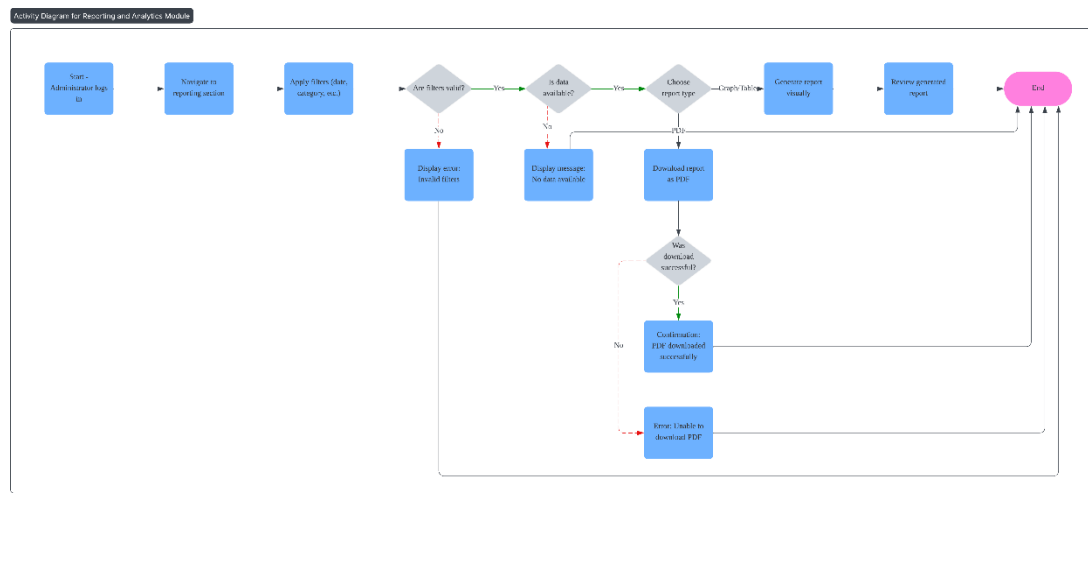 Activity Diagram for Reporting and Analytics Module
Start -
Administrator logs
in
Navigate to
reporting section
Apply filters (date,
category, etc.)
Are filters valid?
Yes
Is data
available?
Yes
Choose
report type
Graph/Table
Generate report
visually
Review generated
report
End
No
No
PDF
Display error:
Invalid filters
Display message:
No data available
Download report
as PDF
Was
download
successful?
Yes
No
Confirmation:
PDF downloaded
successfully
Error: Unable to
download PDF